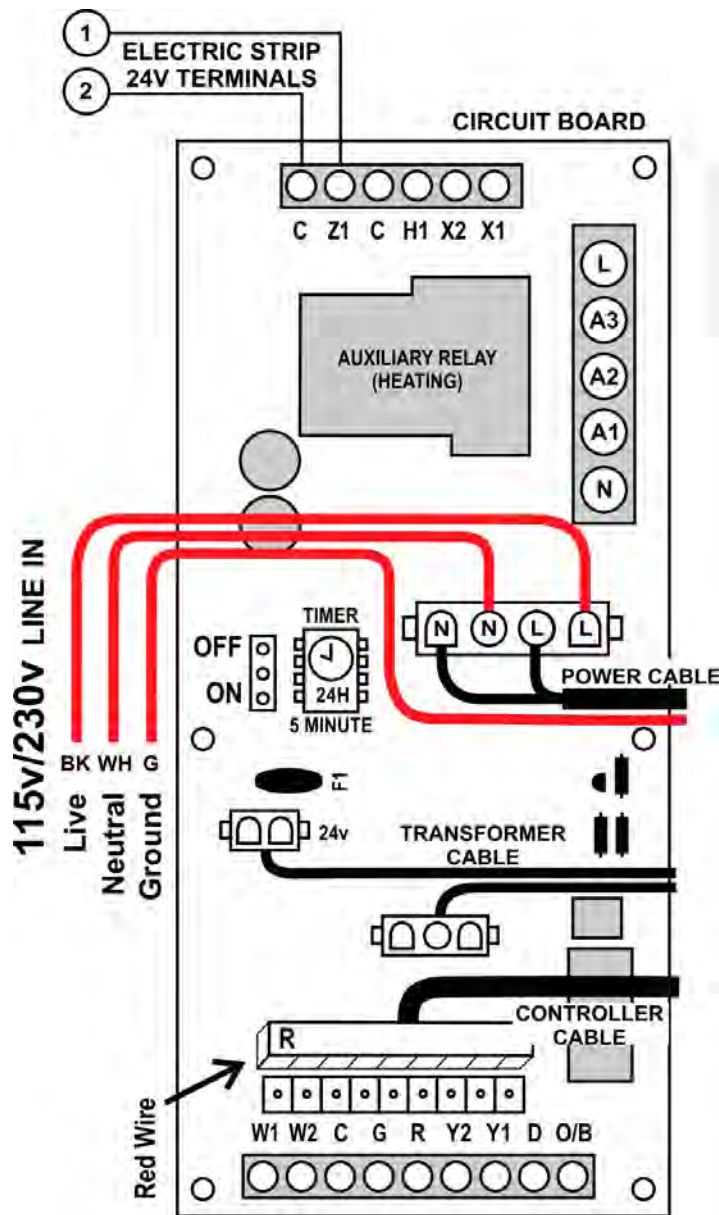 1
ELECTRIC STRIP
24V TERMINALS
2
CIRCUIT BOARD
C Z1 C H1 X2 X1
L
A3
A2
A1
N
AUXILIARY RELAY
(HEATING)
115v/230v LINE IN
TIMER
OFF
ON
24H
5 MINUTE
N N L L
POWER CABLE
BK WH G
Live
Neutral
Ground
F1
24v
TRANSFORMER
CABLE
CONTROLLER
CABLE
R
Red Wire
W1 W2 C G R Y2 Y1 D O/B